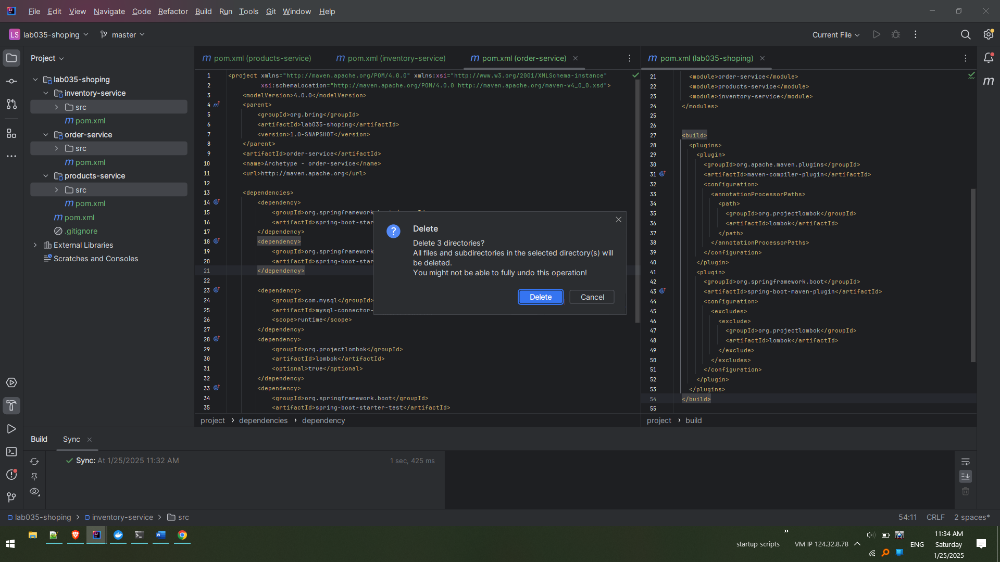 File Edit View Navigate Code Refactor Build Run Tools Git Window Help
LS lab035-shoping master
Current File
Project
lab035-shoping
inventory-service
src
pom.xml
order-service
src
pom.xml
products-service
src
pom.xml
pom.xml
.gitignore
External Libraries
Scratches and Consoles
pom.xml (products-service) pom.xml (inventory-service) pom.xml (order-service)
1 <project xmlns="http://maven.apache.org/POM/4.0.0" xmlns:xsi="http://www.w3.org/2001/XMLSchema-instance"
2 xsi:schemaLocation="http://maven.apache.org/POM/4.0.0 http://maven.apache.org/maven-v4_0_0.xsd">
3 <modelVersion>4.0.0</modelVersion>
4 <parent>
5 <groupId>org.bring</groupId>
6 <artifactId>lab035-shoping</artifactId>
7 <version>1.0-SNAPSHOT</version>
8 </parent>
9 <artifactId>order-service</artifactId>
10 <name>Archetype - order-service</name>
11 <url>http://maven.apache.org</url>
12
13 <dependencies>
14 <dependency>
15 <groupId>org.springframework
16 <artifactId>spring-boot-star
17 </dependency>
18 <dependency>
19 <groupId>org.springframework
20 <artifactId>spring-boot-star
21 </dependency>
22
23 <dependency>
24 <groupId>com.mysql</groupId>
25 <artifactId>mysql-connector-
26 <scope>runtime</scope>
27 </dependency>
28 <dependency>
29 <groupId>org.projectlombok</groupId>
30 <artifactId>lombok</artifactId>
31 <optional>true</optional>
32 </dependency>
33 <dependency>
34 <groupId>org.springframework.boot</groupId>
35 <artifactId>spring-boot-starter-test</artifactId>
project > dependencies > dependency
pom.xml (lab035-shoping)
21 <module>order-service</module>
22 <module>products-service</module>
23 <module>inventory-service</module>
24 </modules>
25
26
27 <build>
28 <plugins>
29 <plugin>
30 <groupId>org.apache.maven.plugins</groupId>
31 <artifactId>maven-compiler-plugin</artifactId>
32 <configuration>
33 <annotationProcessorPaths>
34 <path>
35 <groupId>org.projectlombok</groupId>
36 <artifactId>lombok</artifactId>
37 </path>
38 </annotationProcessorPaths>
39 </configuration>
40 </plugin>
41 <plugin>
42 <groupId>org.springframework.boot</groupId>
43 <artifactId>spring-boot-maven-plugin</artifactId>
44 <configuration>
45 <excludes>
46 <exclude>
47 <groupId>org.projectlombok</groupId>
48 <artifactId>lombok</artifactId>
49 </exclude>
50 </excludes>
51 </configuration>
52 </plugin>
53 </plugins>
54 </build>
55
project > build
Delete
Delete 3 directories?
All files and subdirectories in the selected directory(s) will
be deleted.
You might not be able to fully undo this operation!
Delete Cancel
Build Sync
Sync: At 1/25/2025 11:32 AM 1 sec, 425 ms
lab035-shoping > inventory-service > src
54:11 CRLF 2 spaces*
startup scripts VM IP 124.32.8.78
ENG
11:34 AM
Saturday
1/25/2025